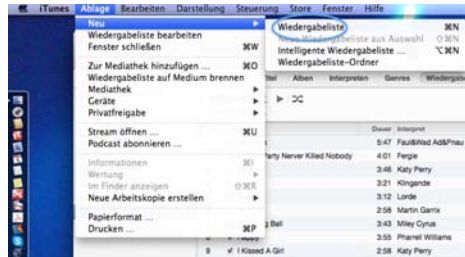 iTunes Ablage Bearbeiten Darstellung Steuerung Store Fenster Hilfe
Neu
Wiedergabeliste bearbeiten
Fenster schließen ⌘W
Zur Mediathek hinzufügen ... ⌘O
Wiedergabeliste auf Medium brennen
Mediathek
Geräte
Privatfreigabe
Stream öffnen ... ⌘U
Podcast abonnieren ...
Informationen ⌘I
Wertung
Im Finder anzeigen ⇧⌘R
Neue Arbeitskopie erstellen
Papierformat ...
Drucken ... ⌘P
Wiedergabeliste ⌘N
Neue Wiedergabeliste aus Auswahl ⇧⌘N
Intelligente Wiedergabeliste ... ⌥⌘N
Wiedergabeliste-Ordner
tel Alben Interpreten Genres Wiedergabe
Dauer Interpret
5:47 Faul&Wad Ad&Pnau
Party Nerver Killed Nobody 4:01 Fergie
3:46 Katy Perry
3:21 Klingande
3:12 Lorde
2:56 Martin Garrix
g Ball 3:43 Miley Cyrus
Happy 3:55 Pharrell Williams
9 I Kissed A Girl 2:58 Katy Perry